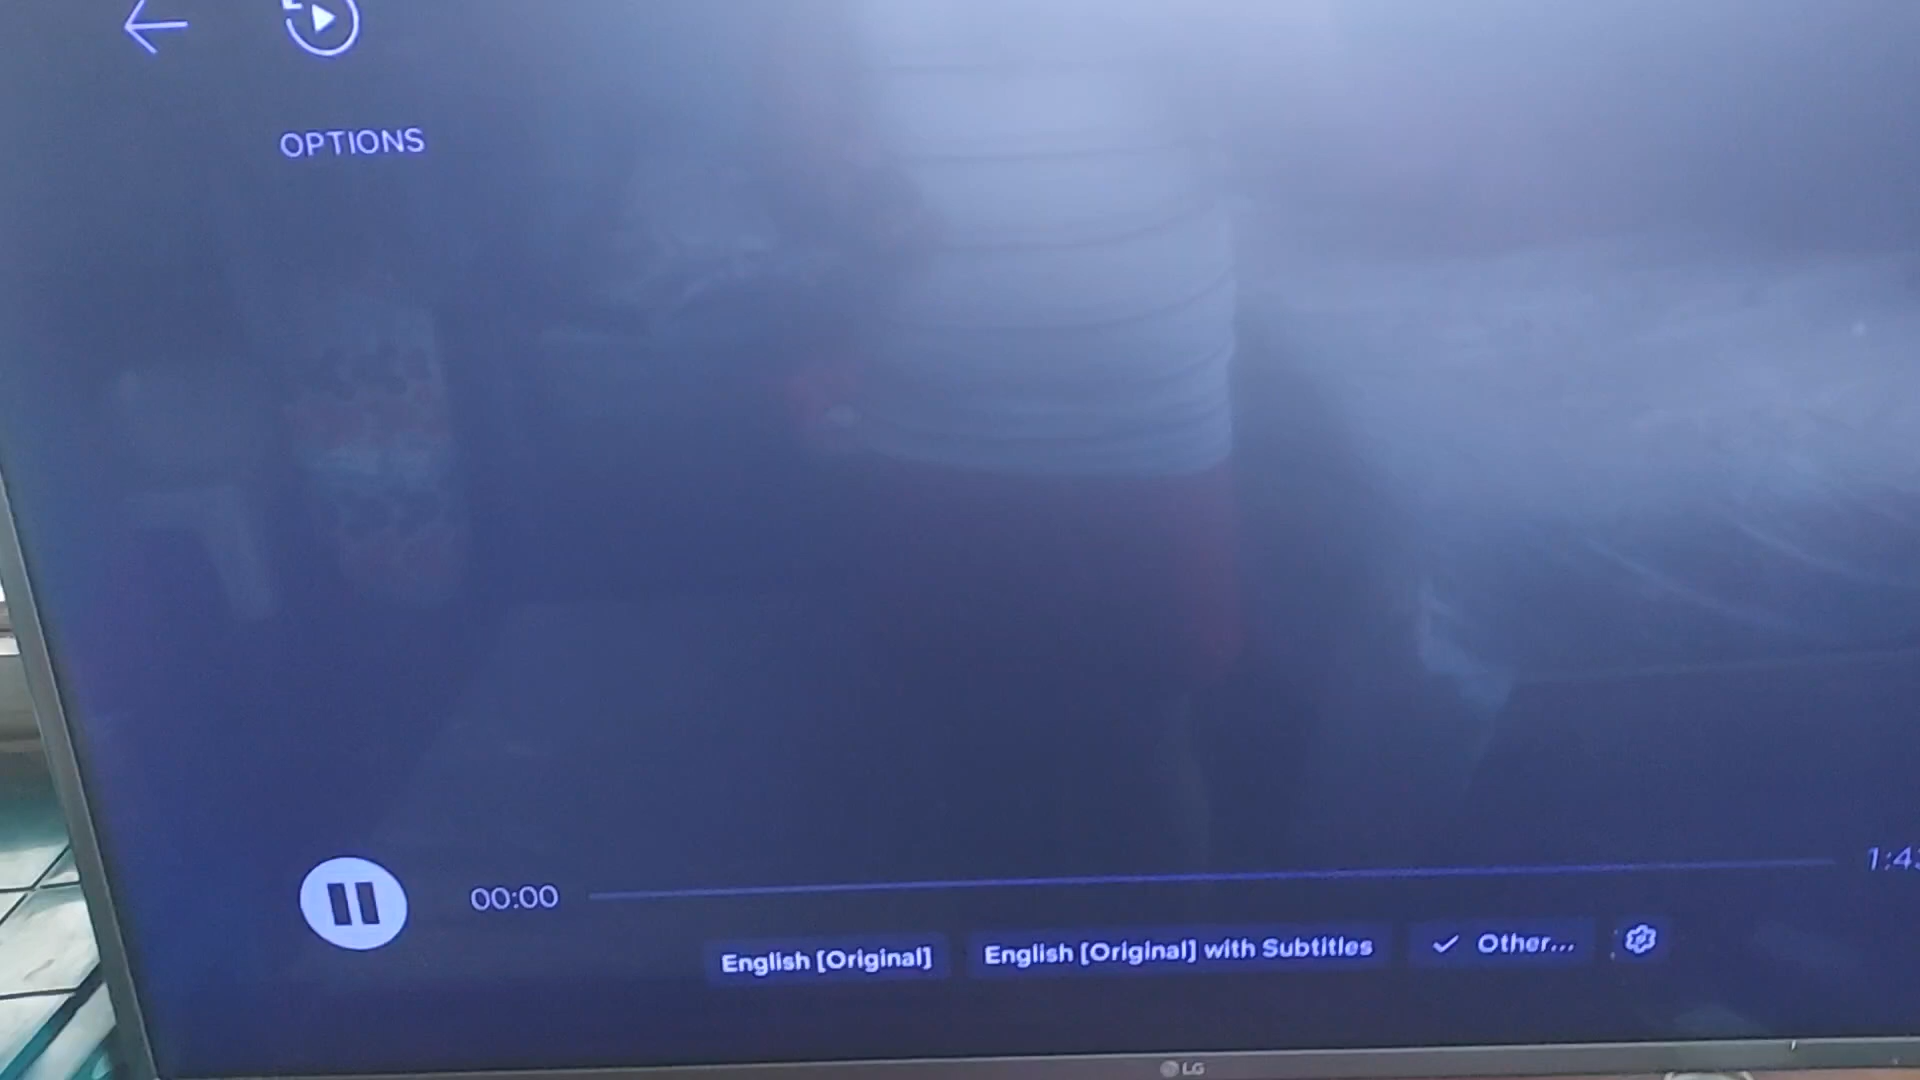 OPTIONS
00:00
English [Original]
English [Original] with Subtitles
Other...
LG